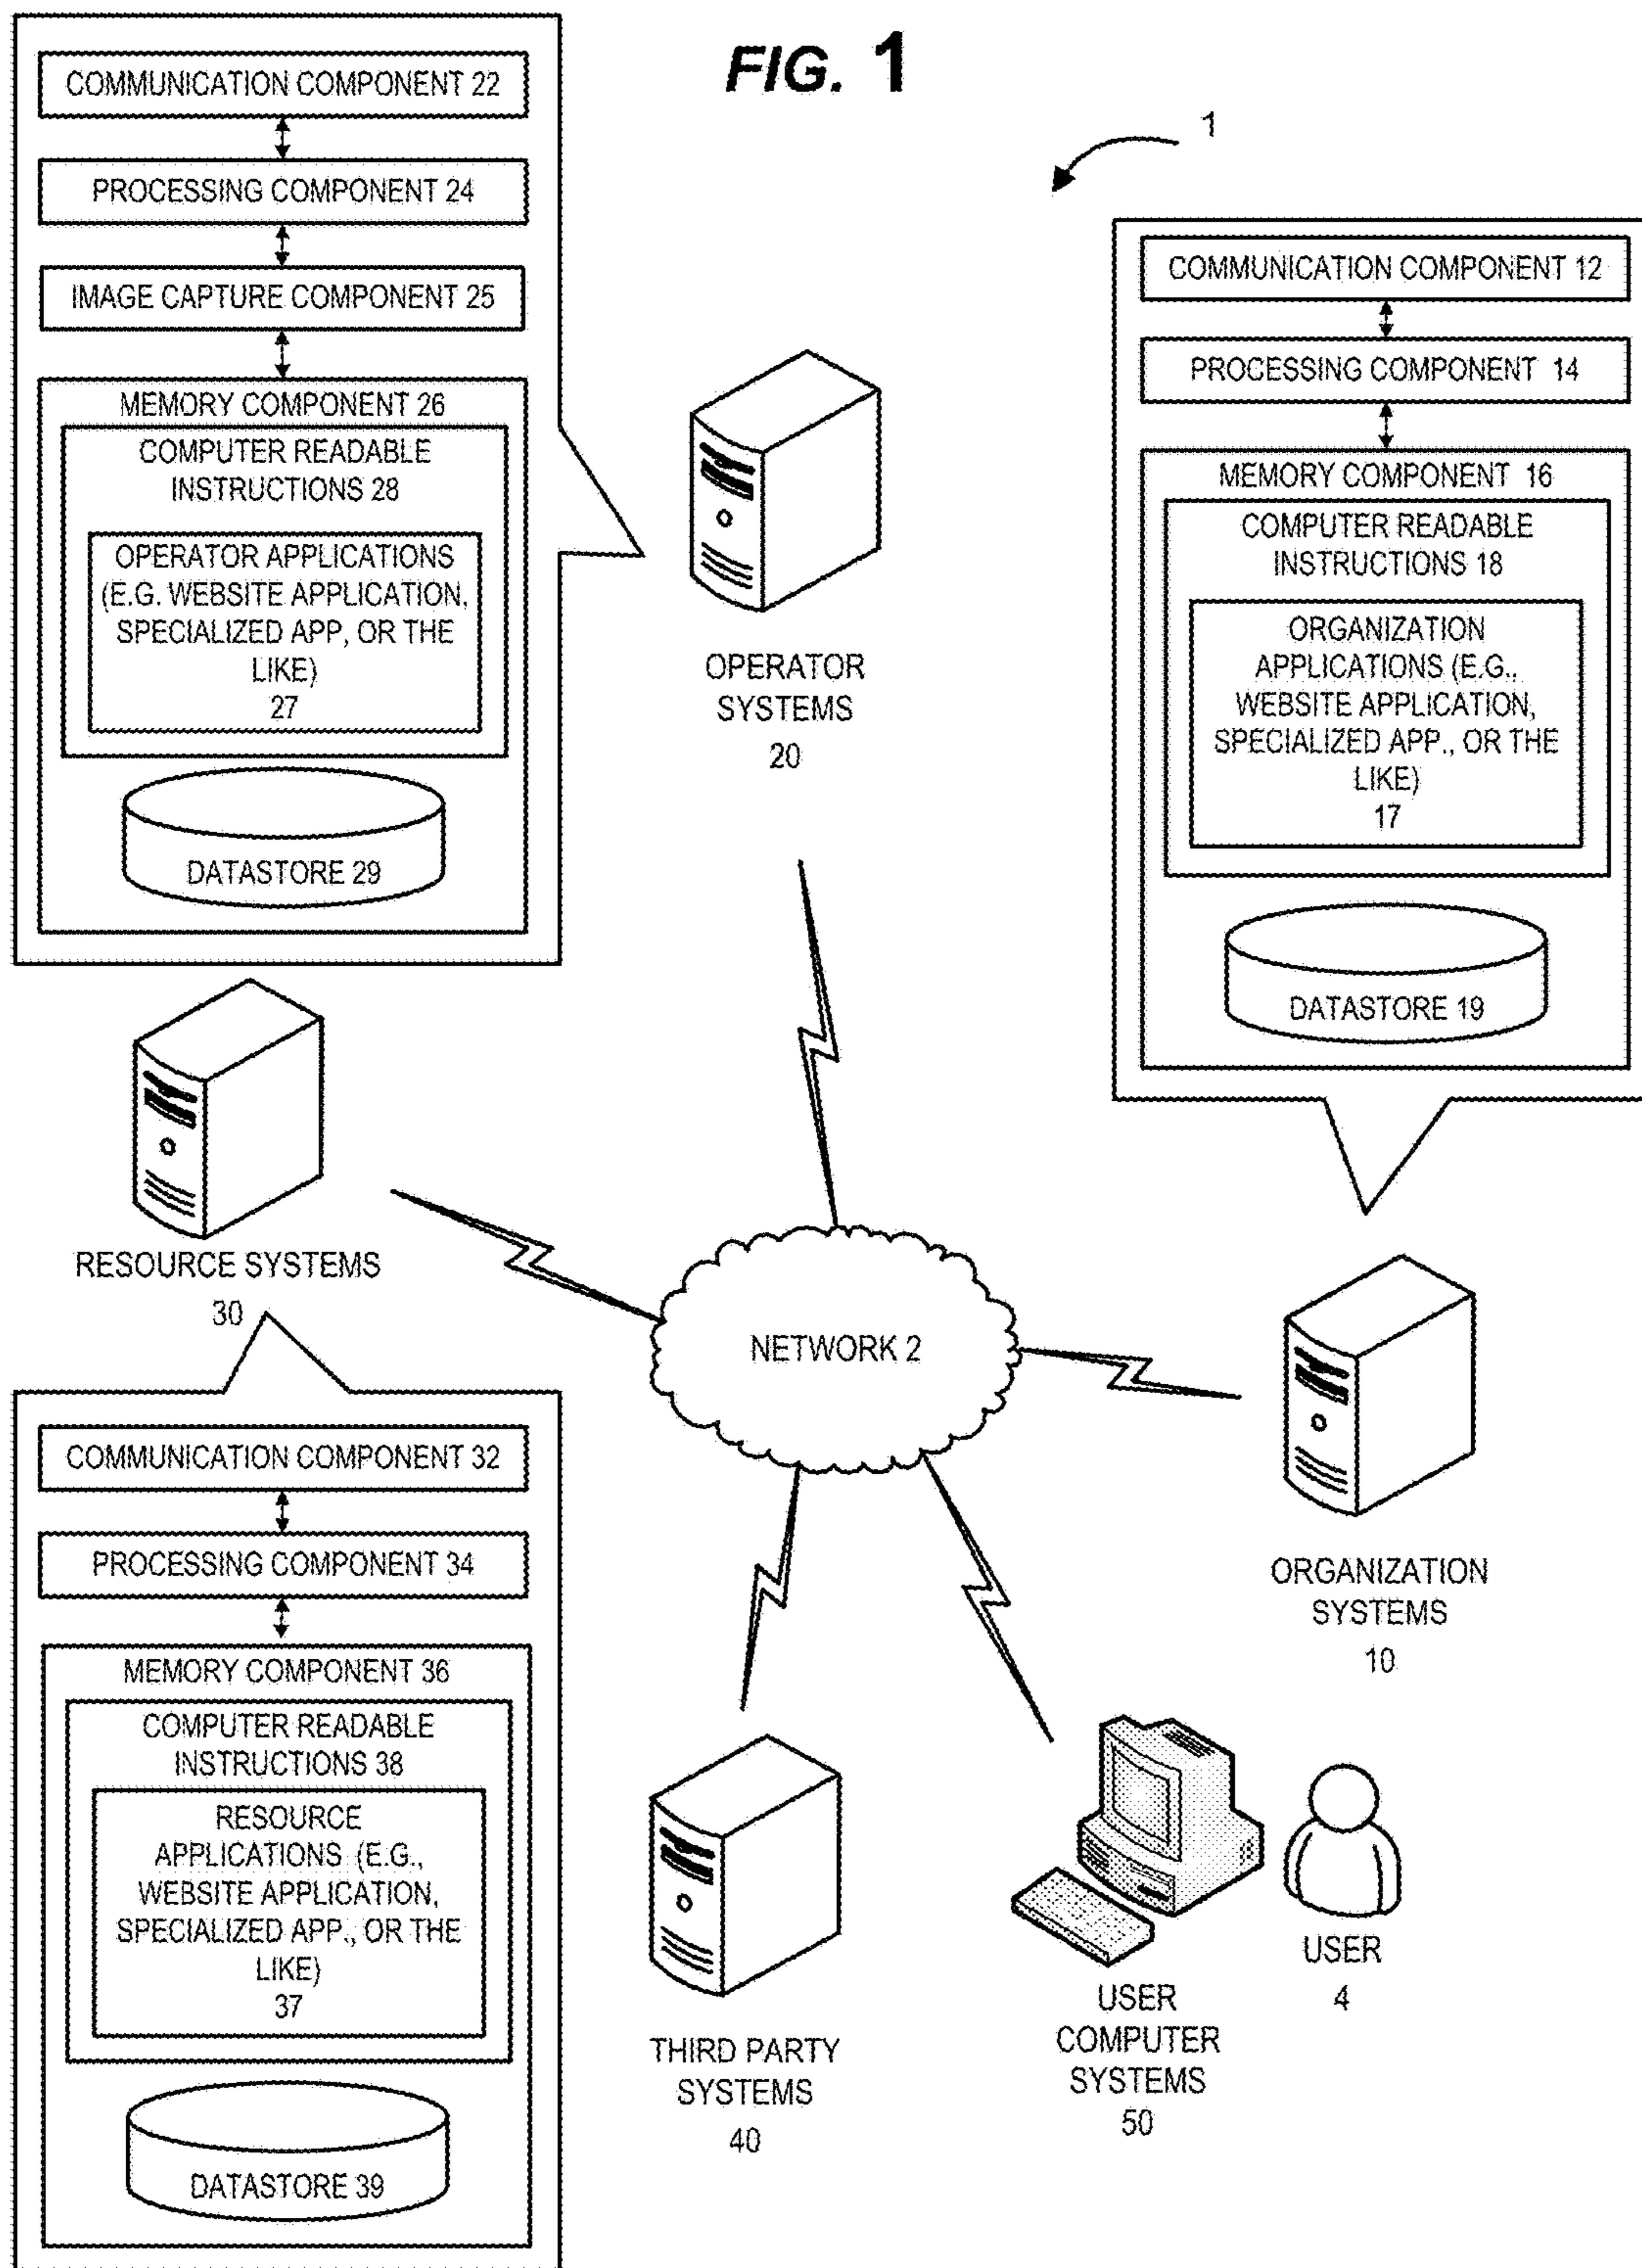 FIG. 1
1
COMMUNICATION COMPONENT 22
PROCESSING COMPONENT 24
IMAGE CAPTURE COMPONENT 25
MEMORY COMPONENT 26
COMPUTER READABLE
INSTRUCTIONS 28
OPERATOR APPLICATIONS
(E.G. WEBSITE APPLICATION,
SPECIALIZED APP, OR THE
LIKE)
27
DATASTORE 29
OPERATOR
SYSTEMS
20
COMMUNICATION COMPONENT 12
PROCESSING COMPONENT 14
MEMORY COMPONENT 16
COMPUTER READABLE
INSTRUCTIONS 18
ORGANIZATION
APPLICATIONS (E.G.,
WEBSITE APPLICATION,
SPECIALIZED APP., OR THE
LIKE)
17
DATASTORE 19
RESOURCE SYSTEMS
30
NETWORK 2
ORGANIZATION
SYSTEMS
10
COMMUNICATION COMPONENT 32
PROCESSING COMPONENT 34
MEMORY COMPONENT 36
COMPUTER READABLE
INSTRUCTIONS 38
RESOURCE
APPLICATIONS (E.G.,
WEBSITE APPLICATION,
SPECIALIZED APP., OR THE
LIKE)
37
DATASTORE 39
THIRD PARTY
SYSTEMS
40
USER
COMPUTER
SYSTEMS
50
USER
4